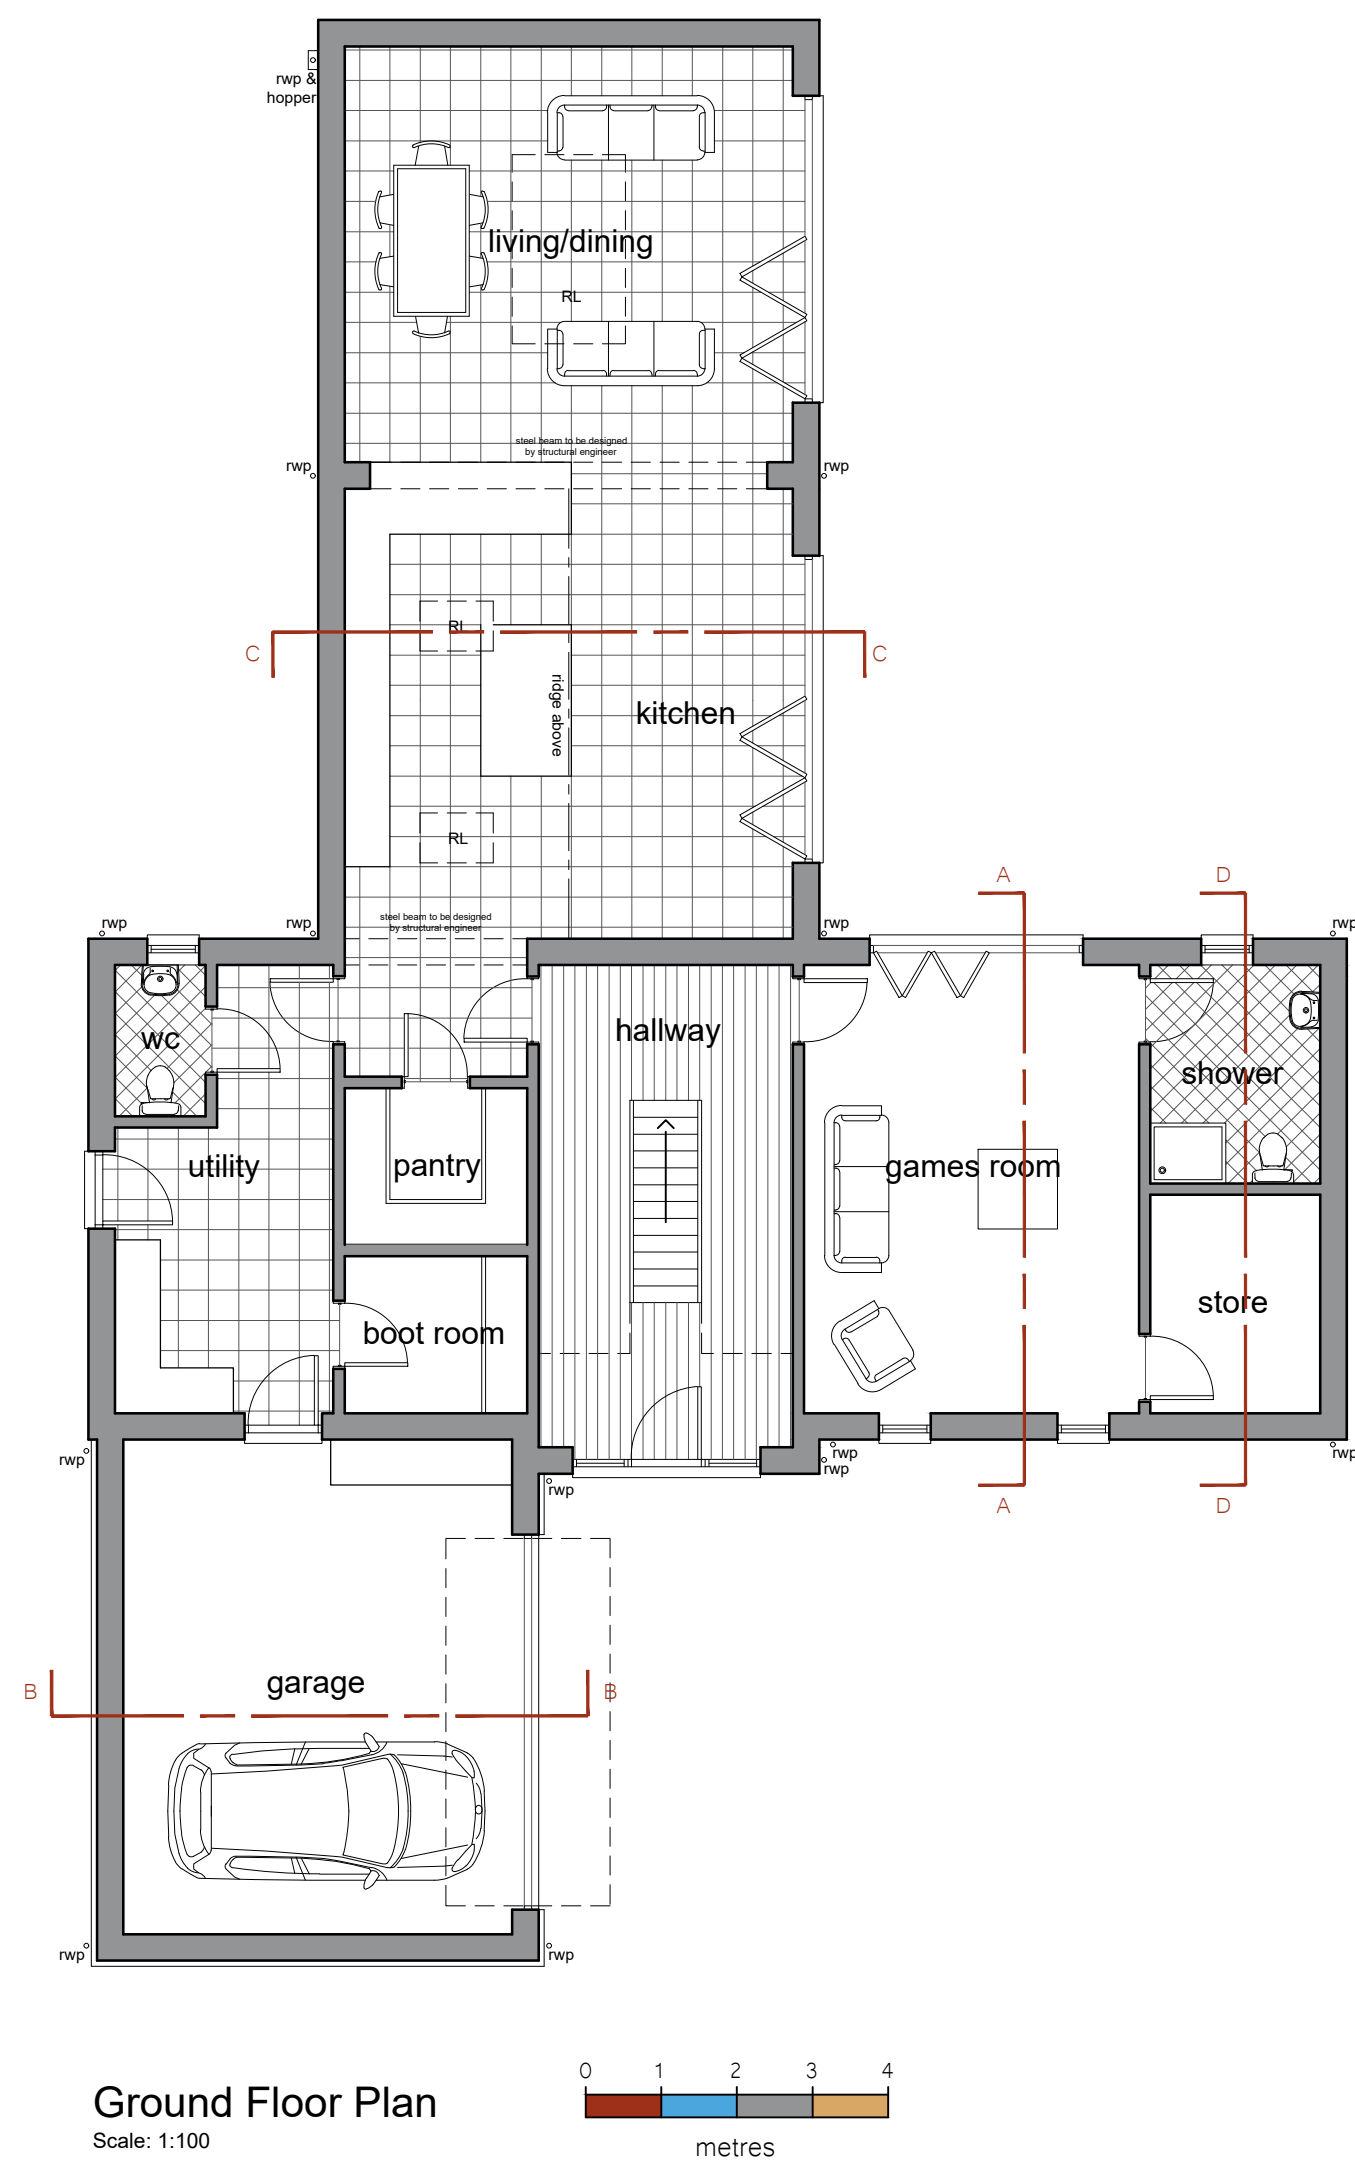 rwp &
hopper
living/dining
RL
steel beam to be designed
by structural engineer
rwp
rwp
RL
C
C
ridge above
kitchen
RL
A
D
steel beam to be designed
by structural engineer
rwp
rwp
rwp
rwp
wc
hallway
shower
utility
pantry
games room
store
boot room
rwp
rwp
rwp
rwp
rwp
A
D
garage
B
B
rwp
rwp
0 1 2 3 4
Ground Floor Plan
Scale: 1:100
metres